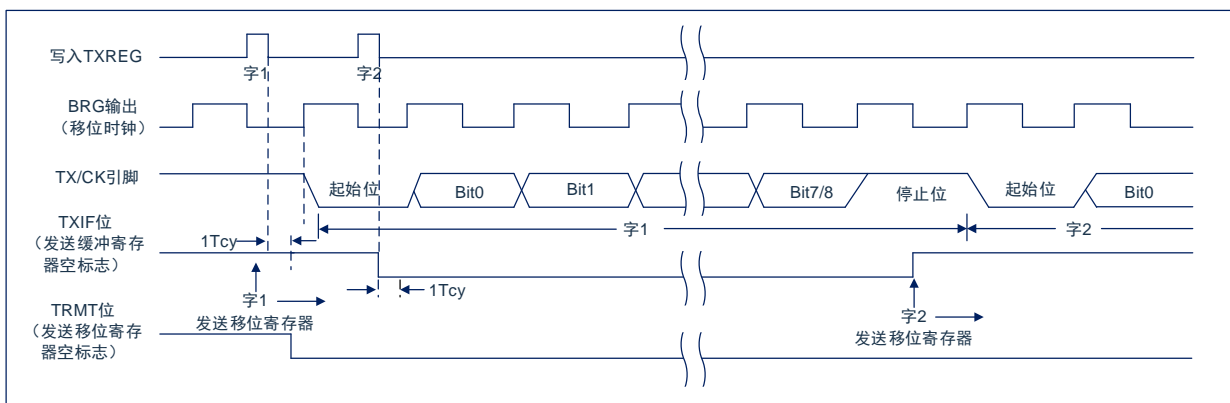 写入TXREG
字1
字2
BRG输出
（移位时钟）
TX/CK引脚
起始位
Bit0
Bit1
Bit7/8
停止位
起始位
Bit0
TXIF位
（发送缓冲寄存
器空标志）
1Tcy
字1
字2
1Tcy
字1
发送移位寄存器
字2
发送移位寄存器
TRMT位
（发送移位寄存
器空标志）